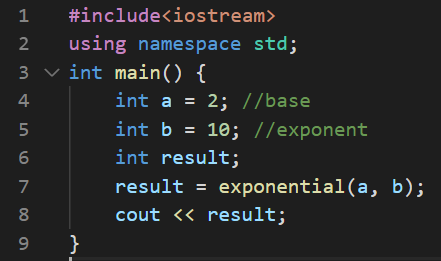 1 #include<iostream>
2 using namespace std;
3 int main() {
4 int a = 2; //base
5 int b = 10; //exponent
6 int result;
7 result = exponential(a, b);
8 cout << result;
9 }